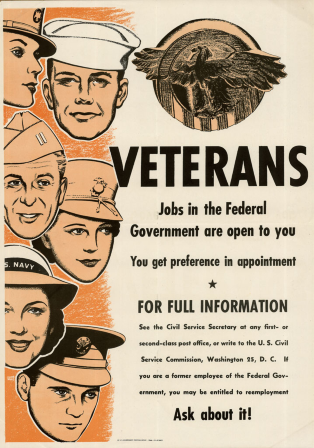 VETERANS
Jobs in the Federal
Government are open to you
You get preference in appointment
FOR FULL INFORMATION
See the Civil Service Secretary at any first- or
second-class post office, or write to the U. S. Civil
Service Commission, Washington 25, D. C. If
you are a former employee of the Federal Gov-
ernment, you may be entitled to reemployment
Ask about it!
S. NAVY